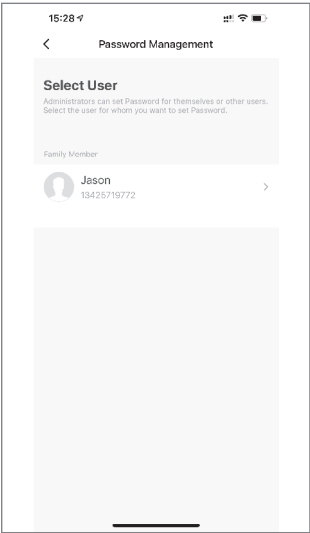 15:28
Password Management
Select User
Administrators can set Password for themselves or other users.
Select the user for whom you want to set Password.
Family Member
Jason
13425719772